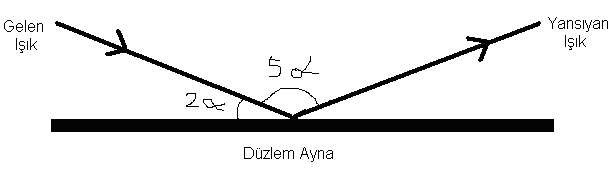 Gelen
Işık
Yansıyan
Işık
5α
2α
Düzlem Ayna